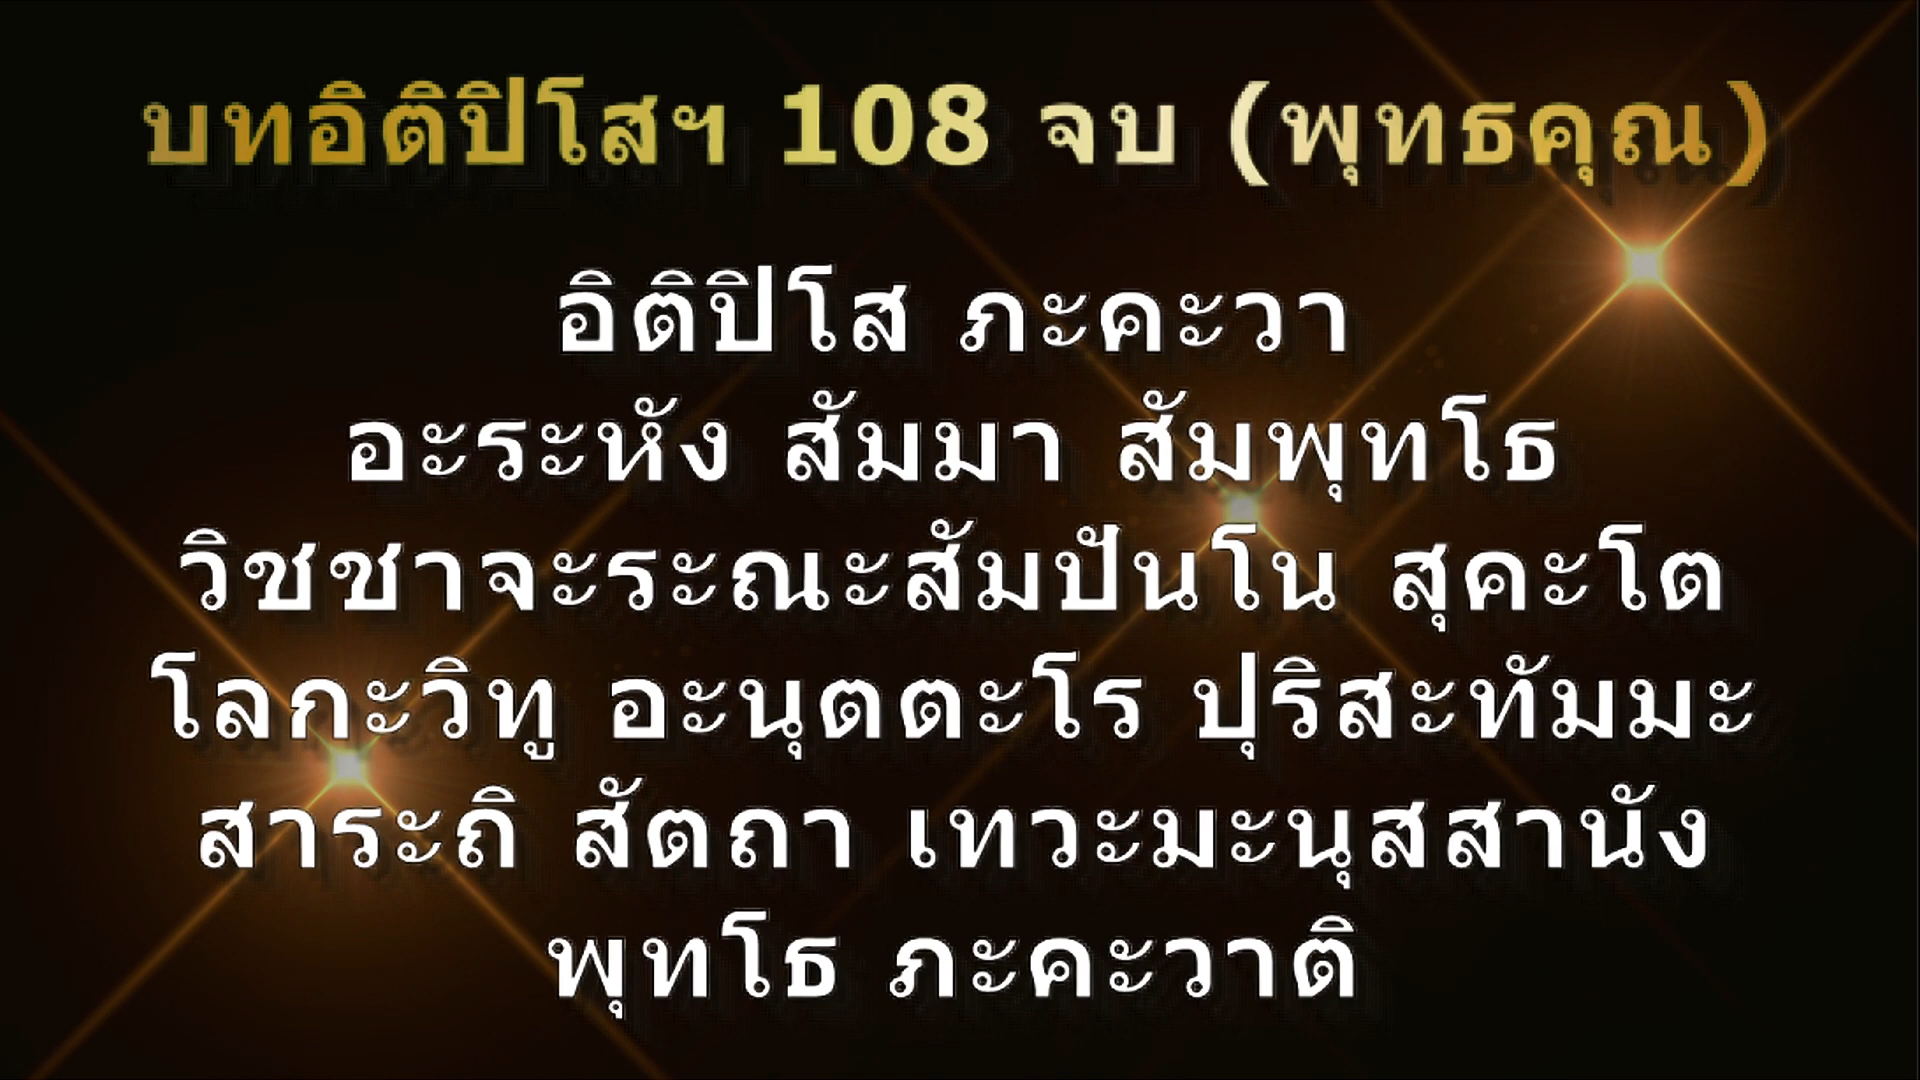 บทอิติปิโสฯ 108 จบ (พุทธคุณ)
อิติปิโส ภะคะวา
อะระหัง สัมมา สัมพุทโธ
วิชชาจะระณะสัมปันโน สุคะโต
โลกะวิทู อะนุตตะโร ปุริสะทัมมะ
สาระถิ สัตถา เทวะมะนุสสานัง
พุทโธ ภะคะวาติ